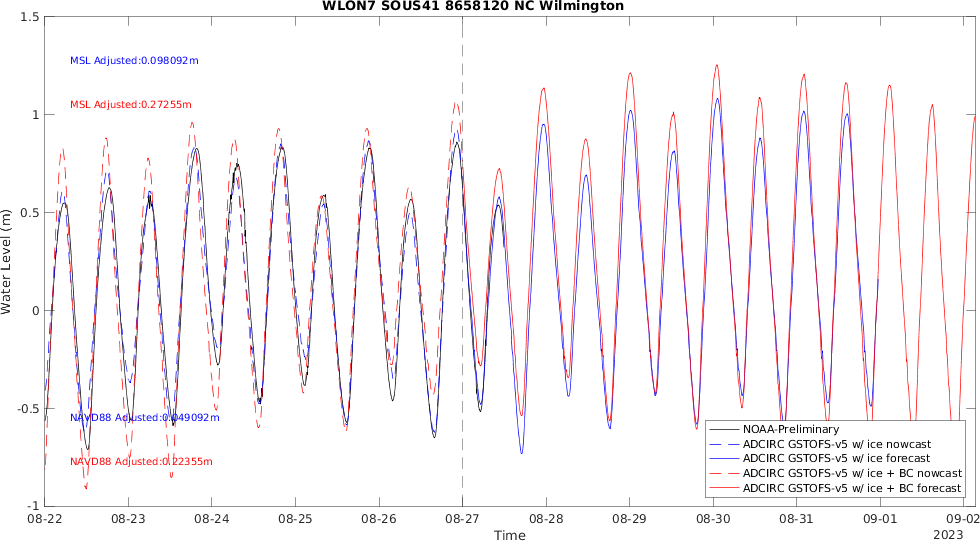 WLON7 SOUS41 8658120 NC Wilmington
1.5
MSL Adjusted:0.098092m
MSL Adjusted:0.27255m
1
0.5
Water Level (m)
0
-0.5
NAVD88 Adjusted:0.049092m
NAVD88 Adjusted:0.22355m
-1
NOAA-Preliminary
ADCIRC GSTOFS-v5 w/ ice nowcast
ADCIRC GSTOFS-v5 w/ ice forecast
ADCIRC GSTOFS-v5 w/ ice + BC nowcast
ADCIRC GSTOFS-v5 w/ ice + BC forecast
08-22 08-23 08-24 08-25 08-26 08-27 08-28 08-29 08-30 08-31 09-01 09-02
Time
2023